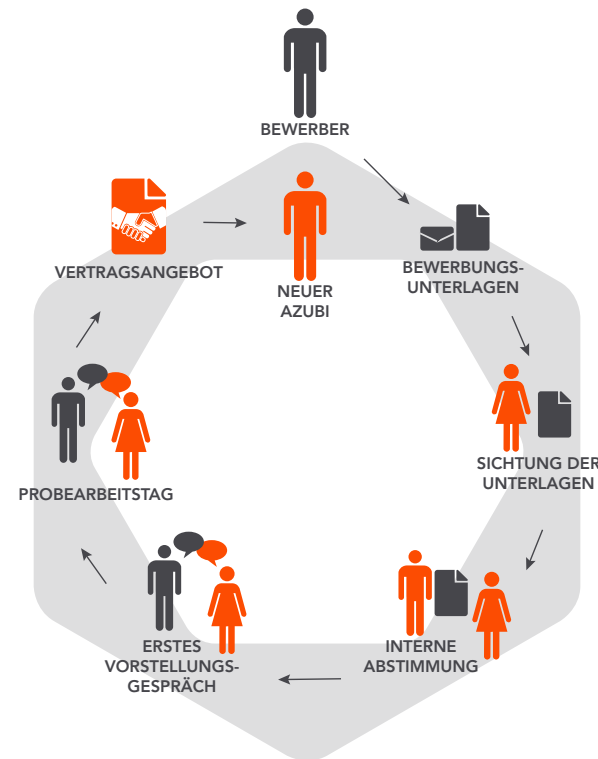 BEWERBER
BEWERBUNGS-
UNTERLAGEN
SICHTUNG DER
UNTERLAGEN
INTERNE
ABSTIMMUNG
ERSTES
VORSTELLUNGS-
GESPRÄCH
PROBEARBEITSTAG
VERTRAGSANGEBOT
NEUER
AZUBI